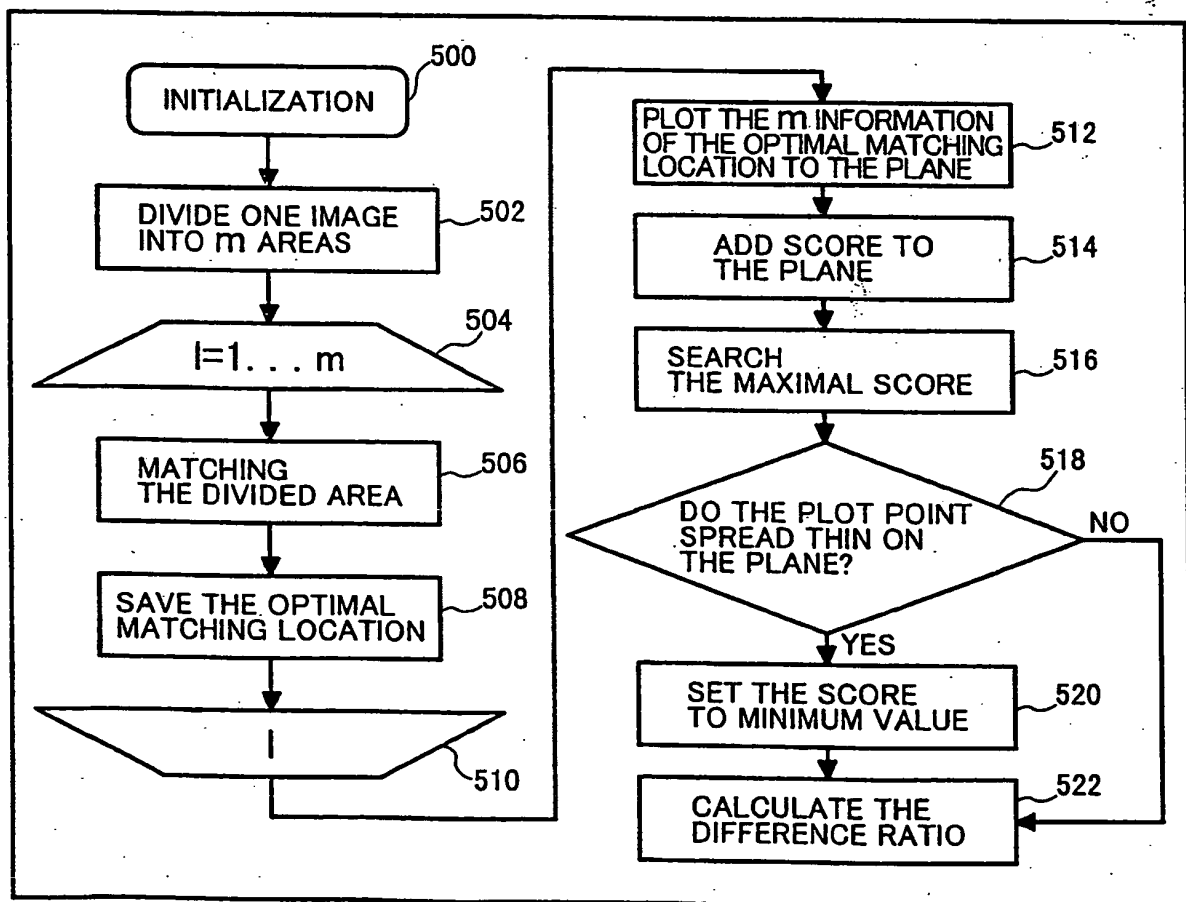 INITIALIZATION
500
DIVIDE ONE IMAGE
INTO m AREAS
502
I=1. . . m
504
MATCHING
THE DIVIDED AREA
506
SAVE THE OPTIMAL
MATCHING LOCATION
508
I
510
PLOT THE m INFORMATION
OF THE OPTIMAL MATCHING
LOCATION TO THE PLANE
512
ADD SCORE TO
THE PLANE
514
SEARCH
THE MAXIMAL SCORE
516
DO THE PLOT POINT
SPREAD THIN ON
THE PLANE?
518
NO
YES
SET THE SCORE
TO MINIMUM VALUE
520
CALCULATE THE
DIFFERENCE RATIO
522